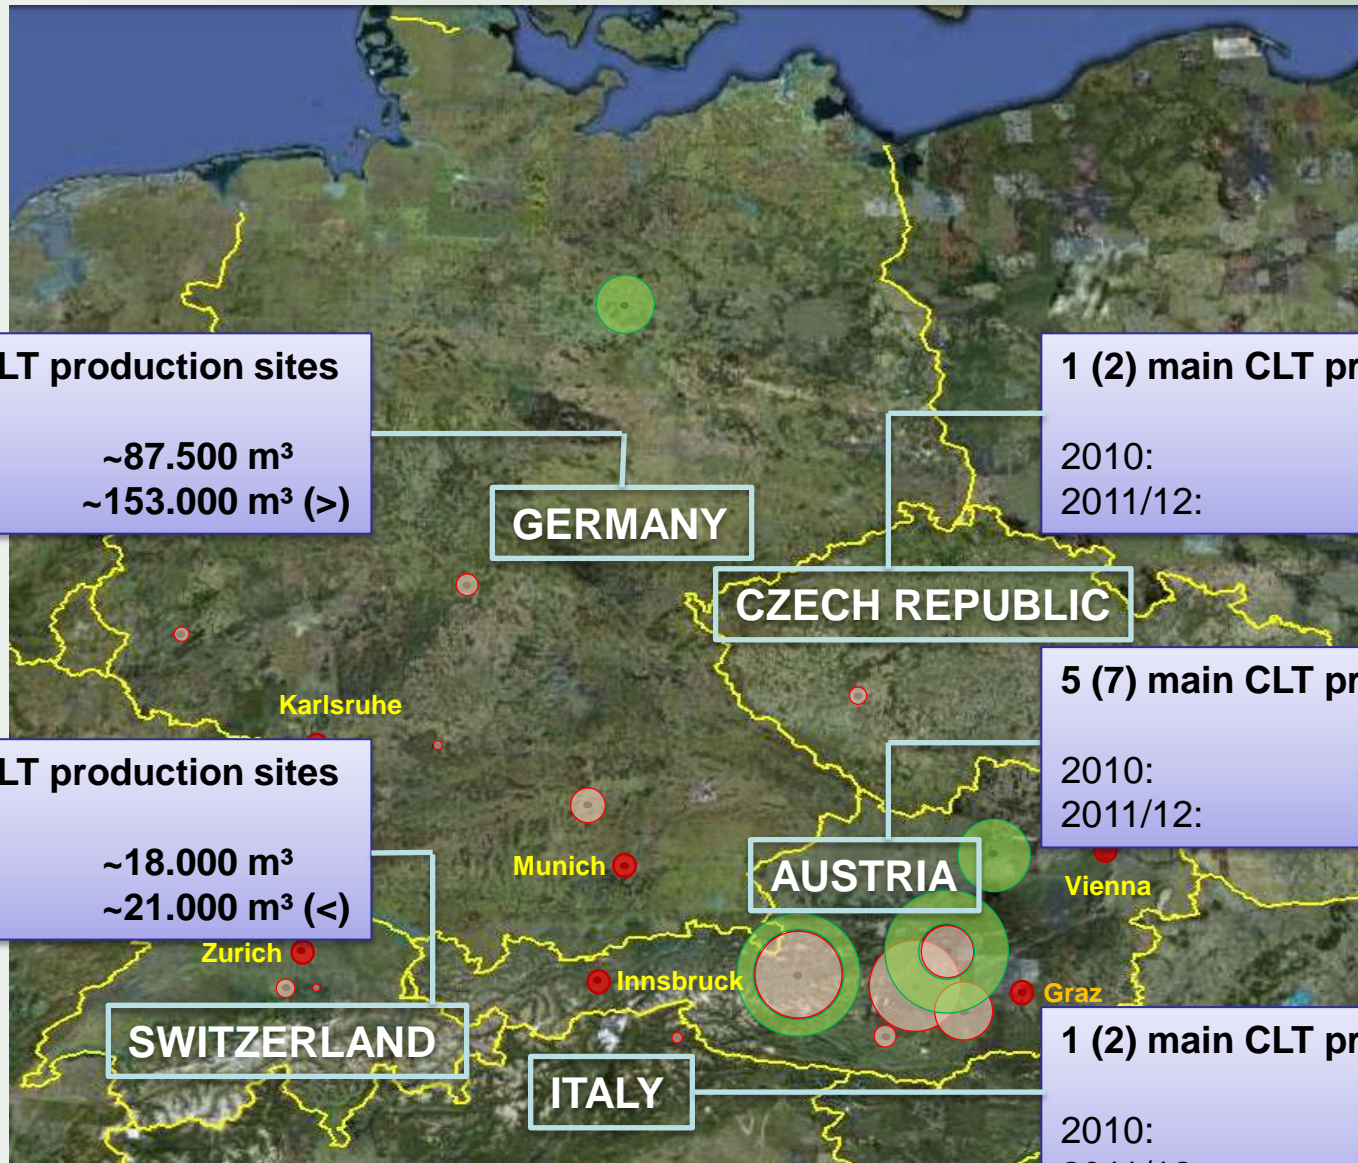 LT production sites
~87.500 m³
~153.000 m³ (>)
1 (2) main CLT pr
2010:
2011/12:
GERMANY
CZECH REPUBLIC
5 (7) main CLT pr
2010:
2011/12:
Karlsruhe
LT production sites
~18.000 m³
~21.000 m³ (<)
Munich
AUSTRIA
Vienna
Zurich
Innsbruck
Graz
SWITZERLAND
ITALY
1 (2) main CLT pr
2010: